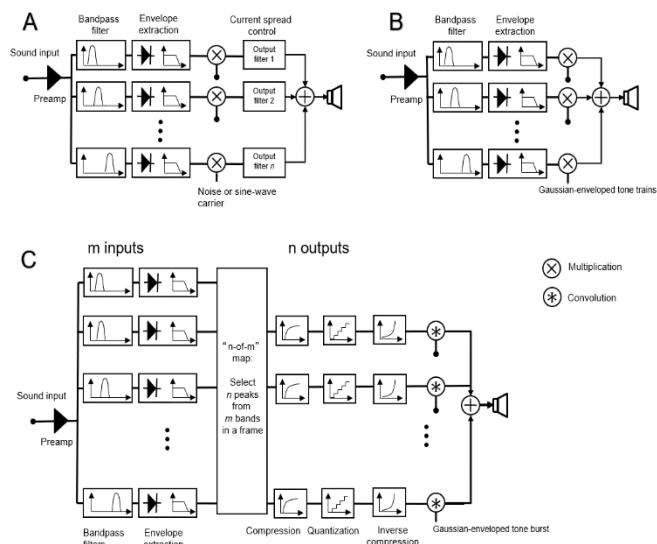 A
Bandpass
filter
Envelope
extraction
Current spread
control
Sound input
Preamp
Output
filter 1
Output
filter 2
Output
filter n
Noise or sine-wave
carrier
B
Bandpass
filter
Envelope
extraction
Sound input
Preamp
Gaussian-enveloped tone trains
C
m inputs
n outputs
Multiplication
Convolution
Sound input
Preamp
"n-of-m"
map:
Select
n peaks
from
m bands
in a frame
Bandpass
filters
Envelope
extraction
Compression
Quantization
Inverse
compression
Gaussian-enveloped tone burst